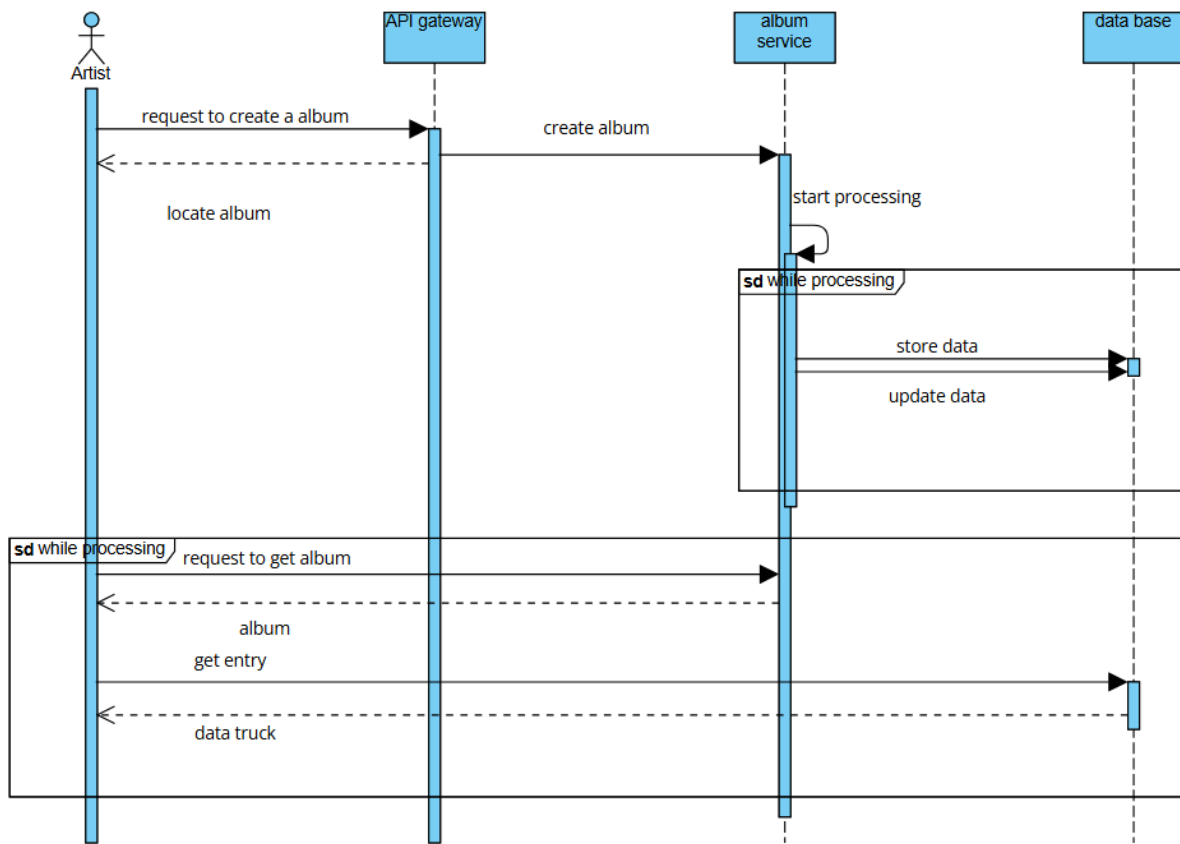 Artist
API gateway
album
service
data base
request to create a album
create album
locate album
start processing
sd while processing
store data
update data
sd while processing
request to get album
album
get entry
data truck